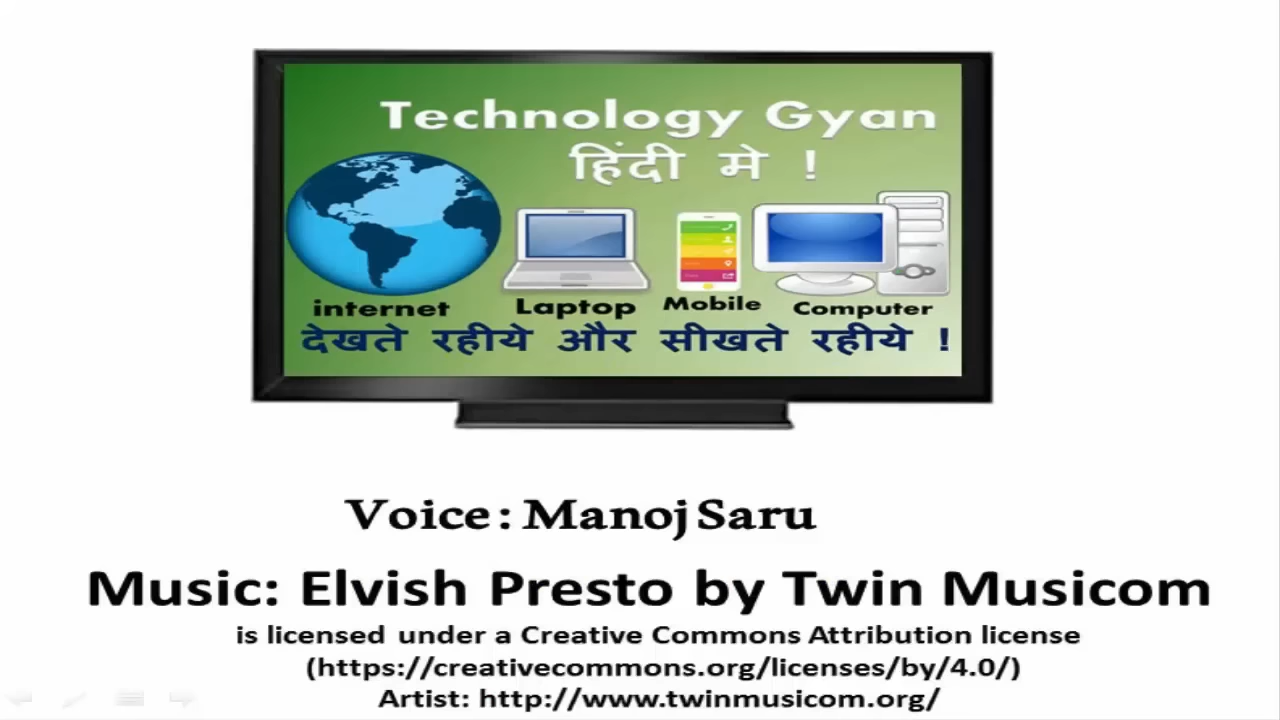 Technology Gyan
हिंदी मे !
internet Laptop Mobile Computer
देखते रहीये और सीखते रहीये !
Voice : Manoj Saru
Music: Elvish Presto by Twin Musicom
is licensed under a Creative Commons Attribution license
(https://creativecommons.org/licenses/by/4.0/)
Artist: http://www.twinmusicom.org/